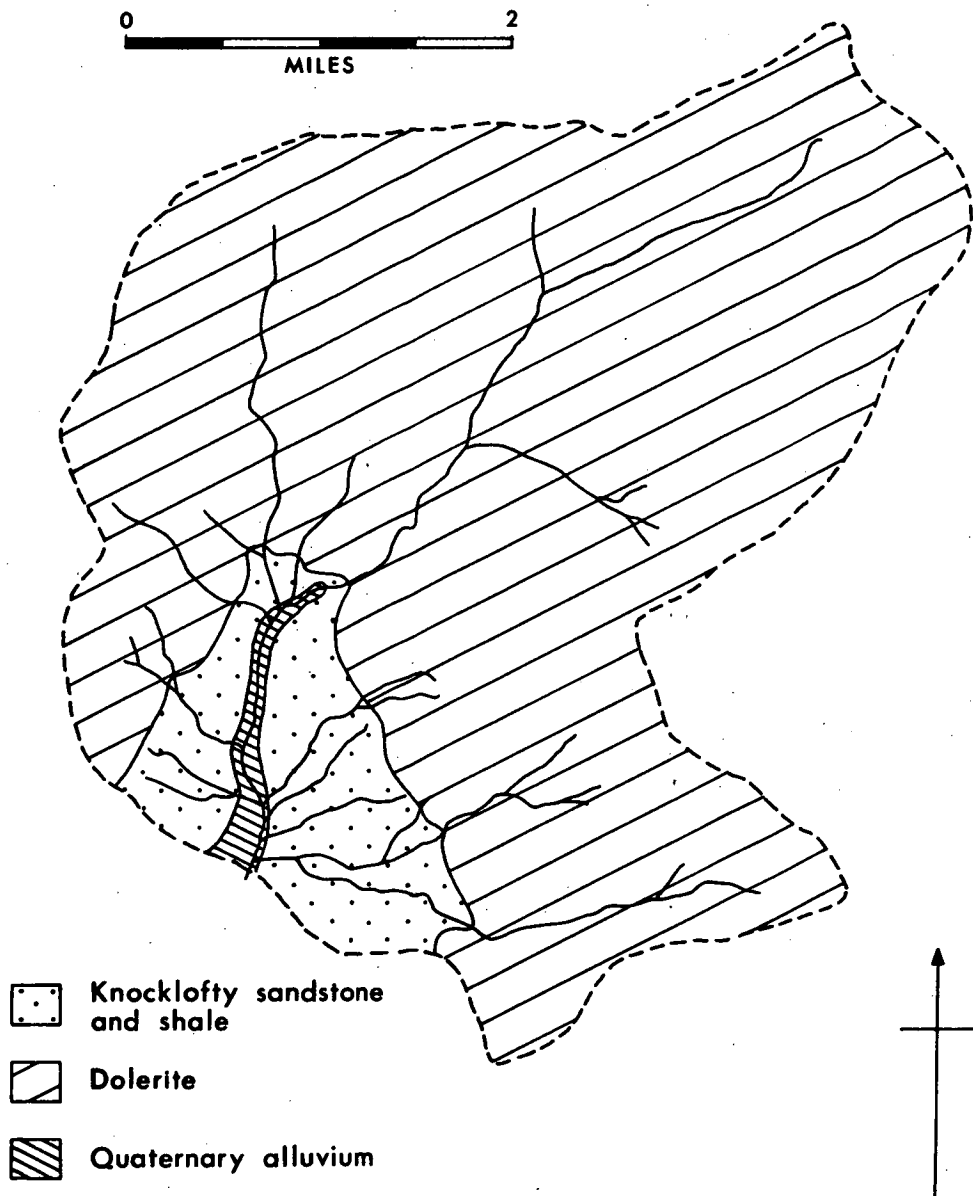 0 2
MILES
Knocklofty sandstone
and shale
Dolerite
Quaternary alluvium